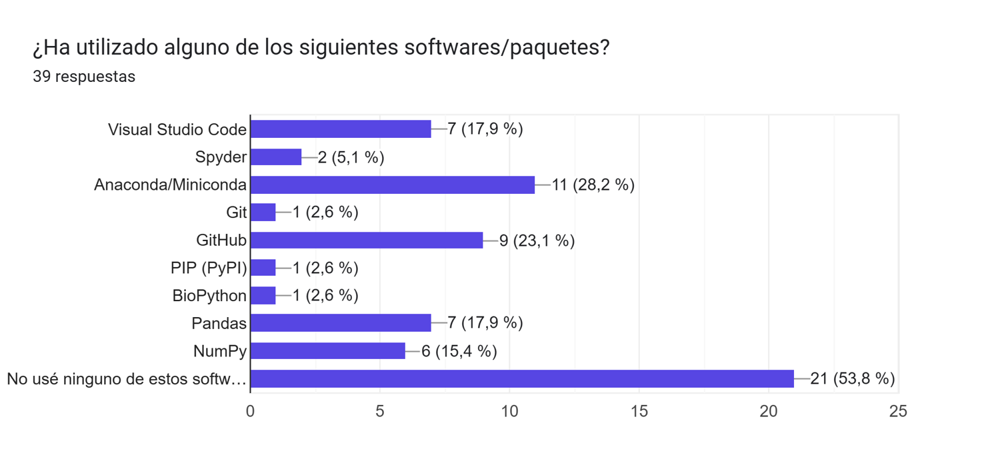 ¿Ha utilizado alguno de los siguientes softwares/paquetes?
39 respuestas
Visual Studio Code 7 (17,9 %)
Spyder 2 (5,1 %)
Anaconda/Miniconda 11 (28,2 %)
Git 1 (2,6 %)
GitHub 9 (23,1 %)
PIP (PyPI) 1 (2,6 %)
BioPython 1 (2,6 %)
Pandas 7 (17,9 %)
NumPy 6 (15,4 %)
No usé ninguno de estos softw… 21 (53,8 %)
0 5 10 15 20 25